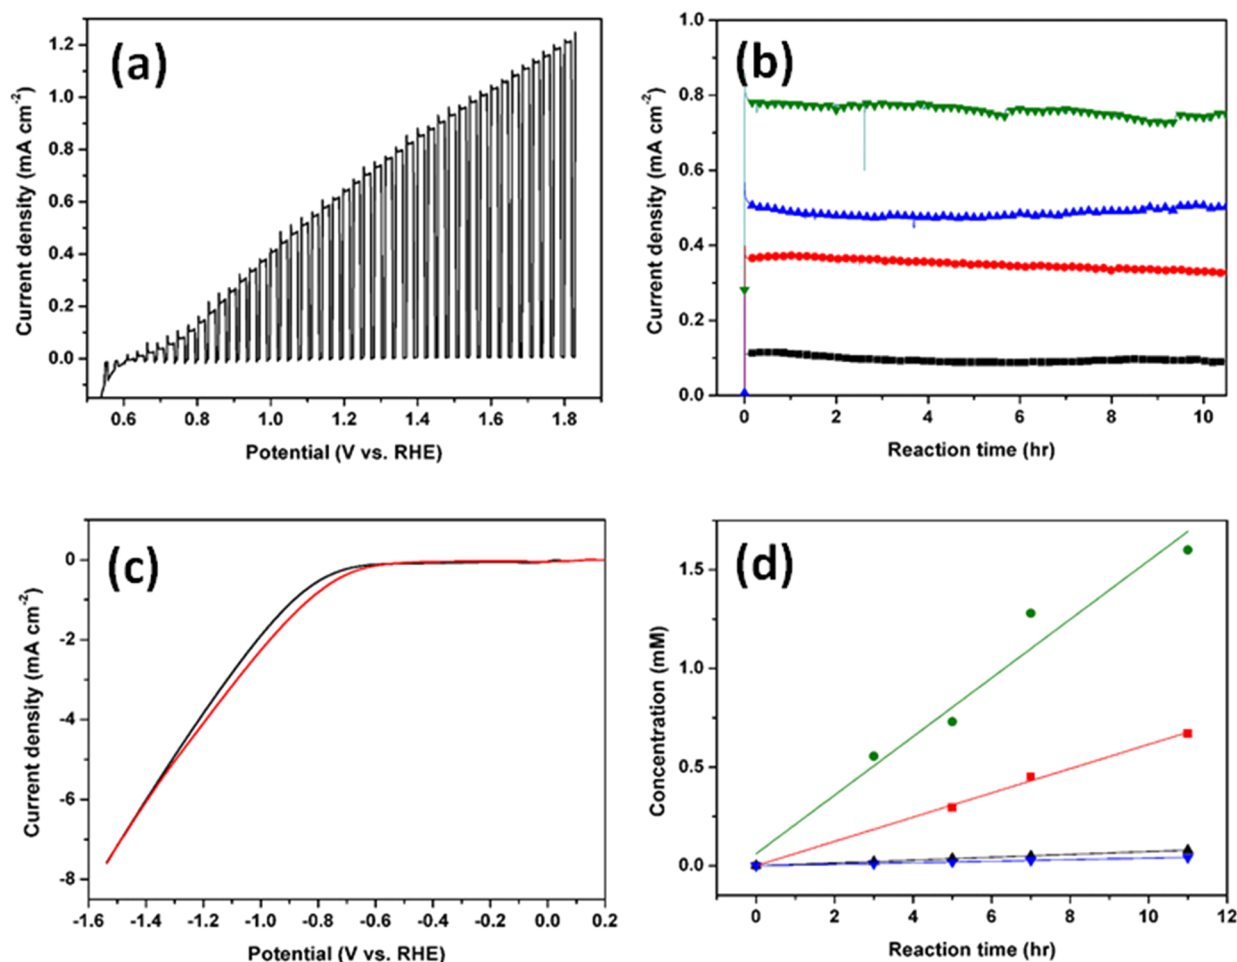 (a)
Current density (mA cm-2)
1.2
1.0
0.8
0.6
0.4
0.2
0.0
0.6 0.8 1.0 1.2 1.4 1.6 1.8
Potential (V vs. RHE)
(b)
Current density (mA cm-2)
1.0
0.8
0.6
0.4
0.2
0.0
0 2 4 6 8 10
Reaction time (hr)
(c)
Current density (mA cm-2)
0
-2
-4
-6
-8
-1.6 -1.4 -1.2 -1.0 -0.8 -0.6 -0.4 -0.2 0.0 0.2
Potential (V vs. RHE)
(d)
Concentration (mM)
1.5
1.0
0.5
0.0
0 2 4 6 8 10 12
Reaction time (hr)